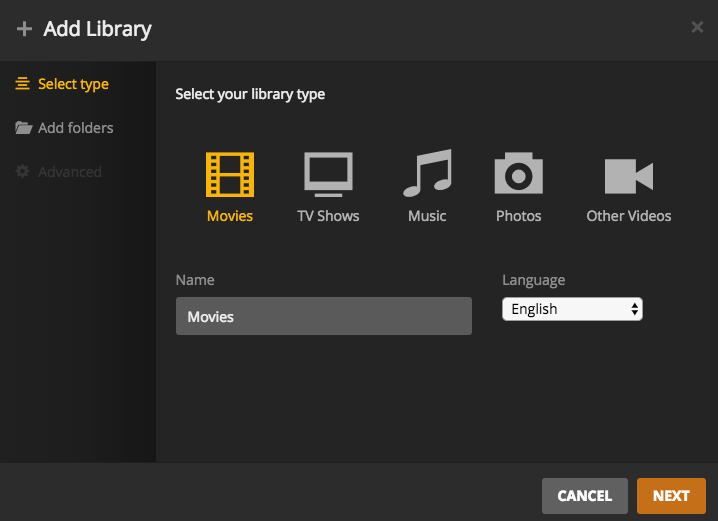 Add Library
Select type
Add folders
Advanced
Select your library type
Movies
TV Shows
Music
Photos
Other Videos
Name
Language
Movies
English
CANCEL
NEXT